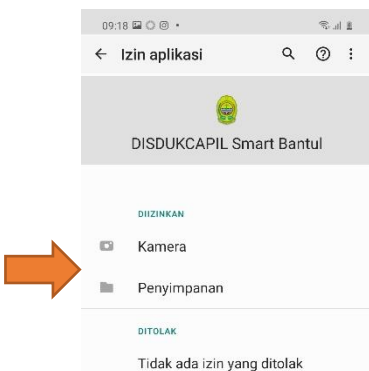 09:18
Izin aplikasi
DISDUKCAPIL Smart Bantul
DIIZINKAN
Kamera
Penyimpanan
DITOLAK
Tidak ada izin yang ditolak